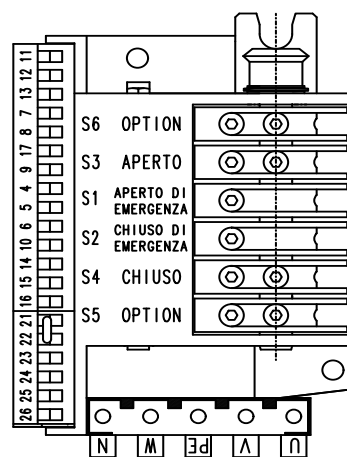 11
12
13
7
8
17
9
4
5
6
10
14
15
16
21
22
23
24
25
26
S6 OPTION
S3 APERTO
S1 APERTO DI
EMERGENZA
S2 CHIUSO DI
EMERGENZA
S4 CHIUSO
S5 OPTION
N W PE V U